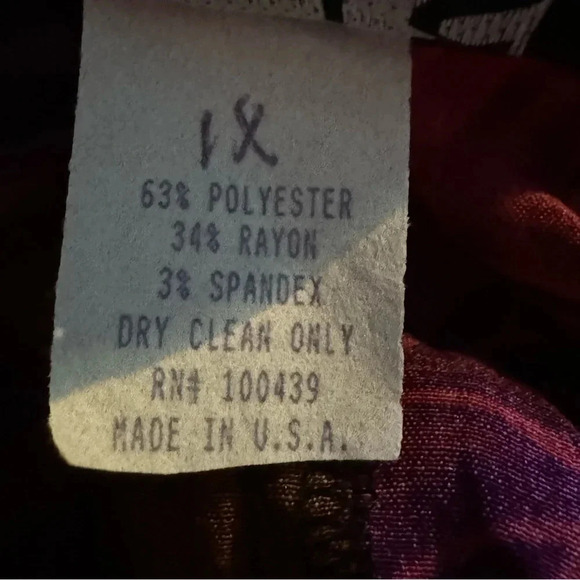 1X
63% POLYESTER
34% RAYON
3% SPANDEX
DRY CLEAN ONLY
RN# 100439
MADE IN U.S.A.